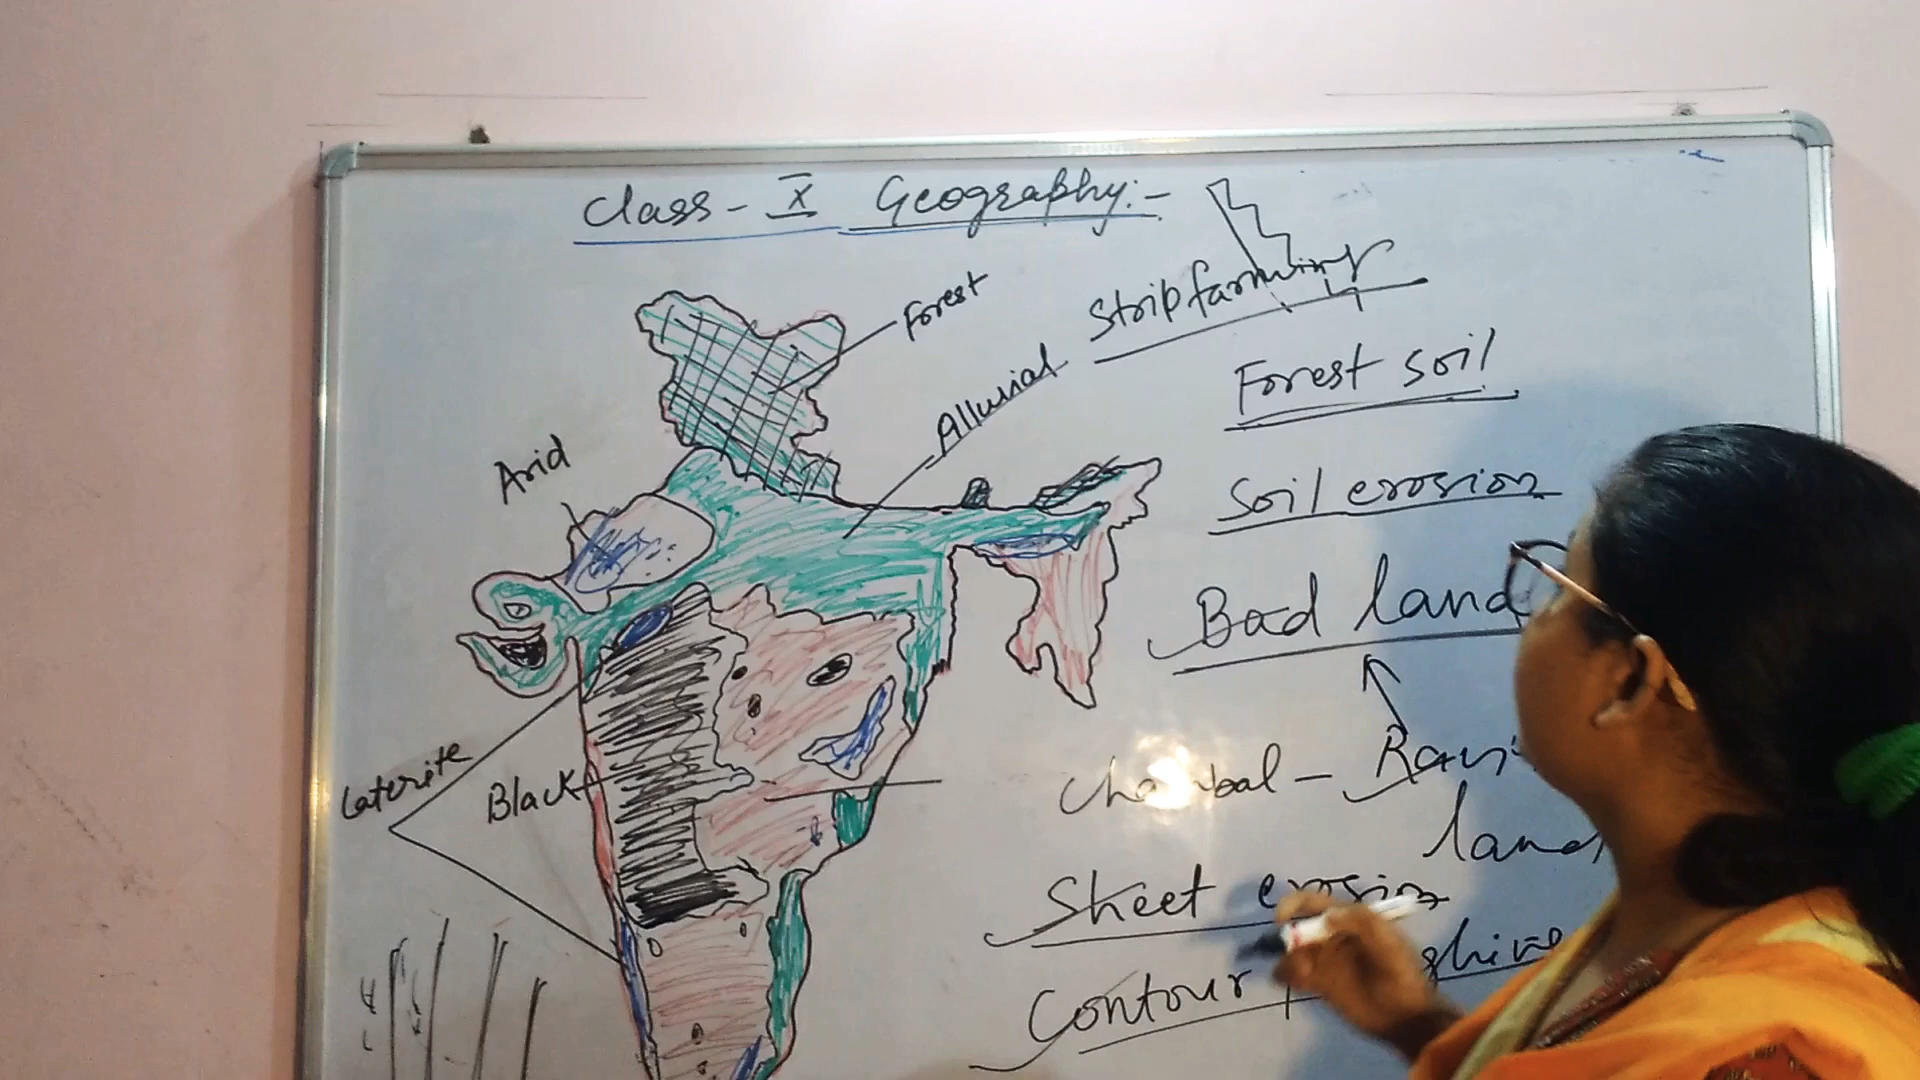 Class - X Geography:-
Forest
Strip farming
Alluvial
Forest soil
Arid
Soil erosion
Bad land
Laterite
Black
Chambal -
land
Sheet erosion
Contour